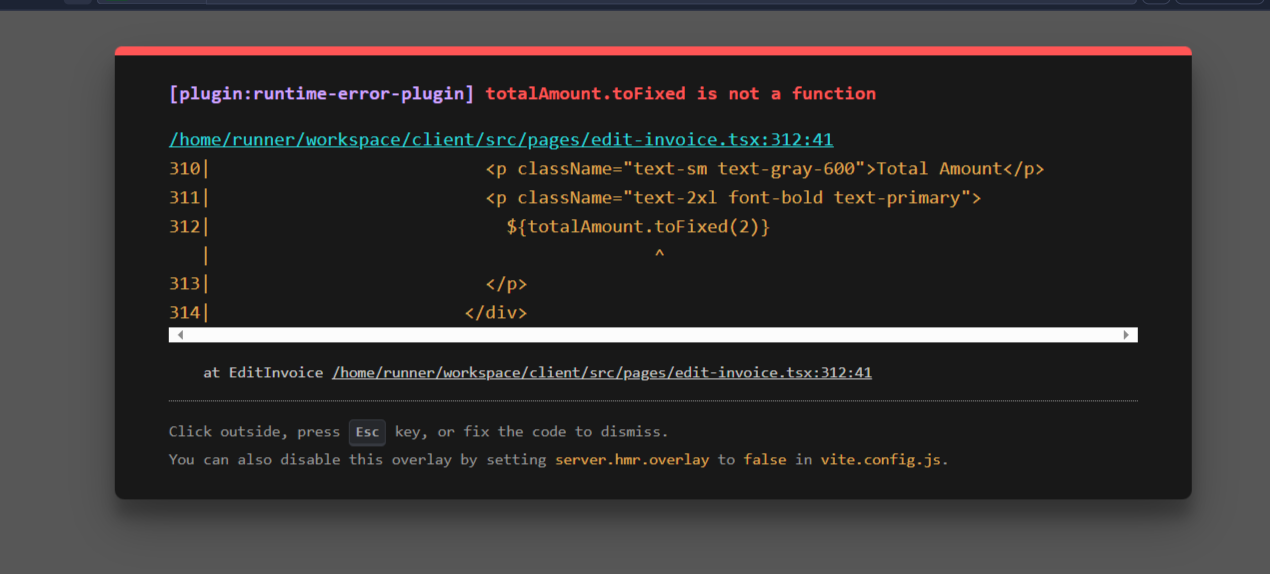 [plugin:runtime-error-plugin] totalAmount.toFixed is not a function
/home/runner/workspace/client/src/pages/edit-invoice.tsx:312:41
310|                          <p className="text-sm text-gray-600">Total Amount</p>
311|                          <p className="text-2xl font-bold text-primary">
312|                            ${totalAmount.toFixed(2)}
   |                                          ^
313|                          </p>
314|                        </div>
at EditInvoice /home/runner/workspace/client/src/pages/edit-invoice.tsx:312:41
Click outside, press Esc key, or fix the code to dismiss.
You can also disable this overlay by setting server.hmr.overlay to false in vite.config.js.